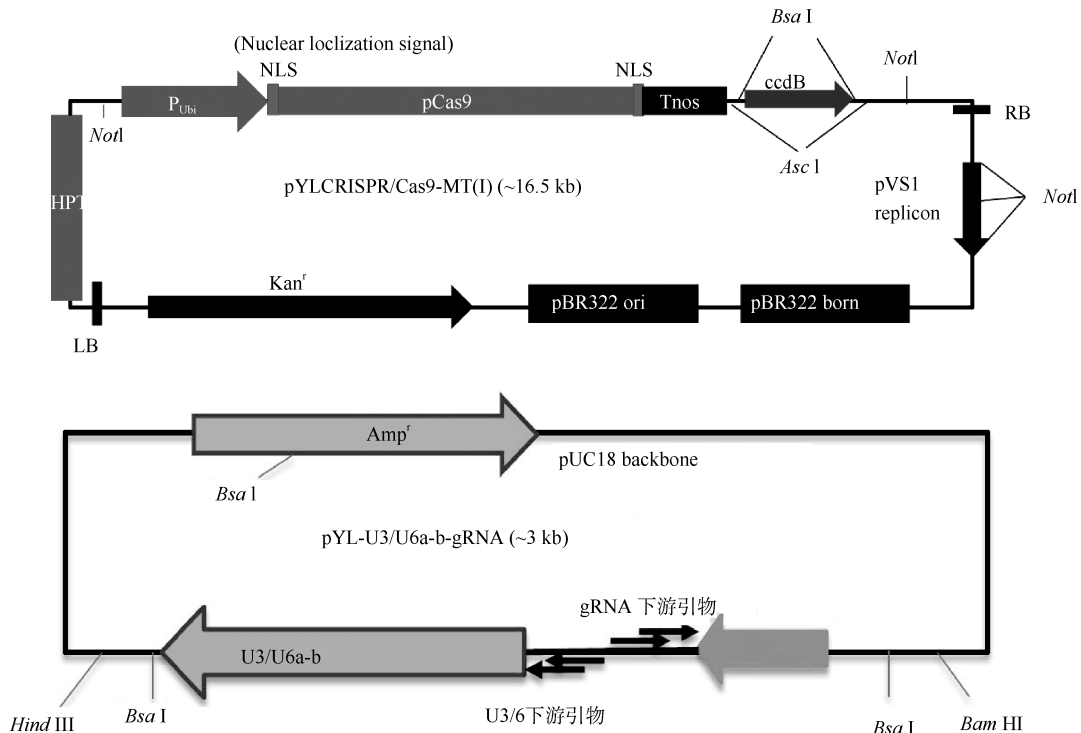 Bsa I
(Nuclear loclization signal)
NLS
NLS
ccdB
NotI
P Ubi
pCas9
Tnos
RB
NotI
Asc I
HPT
pYLCRISPR/Cas9-MT(I) (~16.5 kb)
pVS1
replicon
NotI
Kanʳ
pBR322 ori
pBR322 born
LB
Ampʳ
pUC18 backbone
Bsa I
pYL-U3/U6a-b-gRNA (~3 kb)
gRNA 下游引物
U3/U6a-b
Hind III
Bsa I
U3/6下游引物
Bsa I
Bam HI